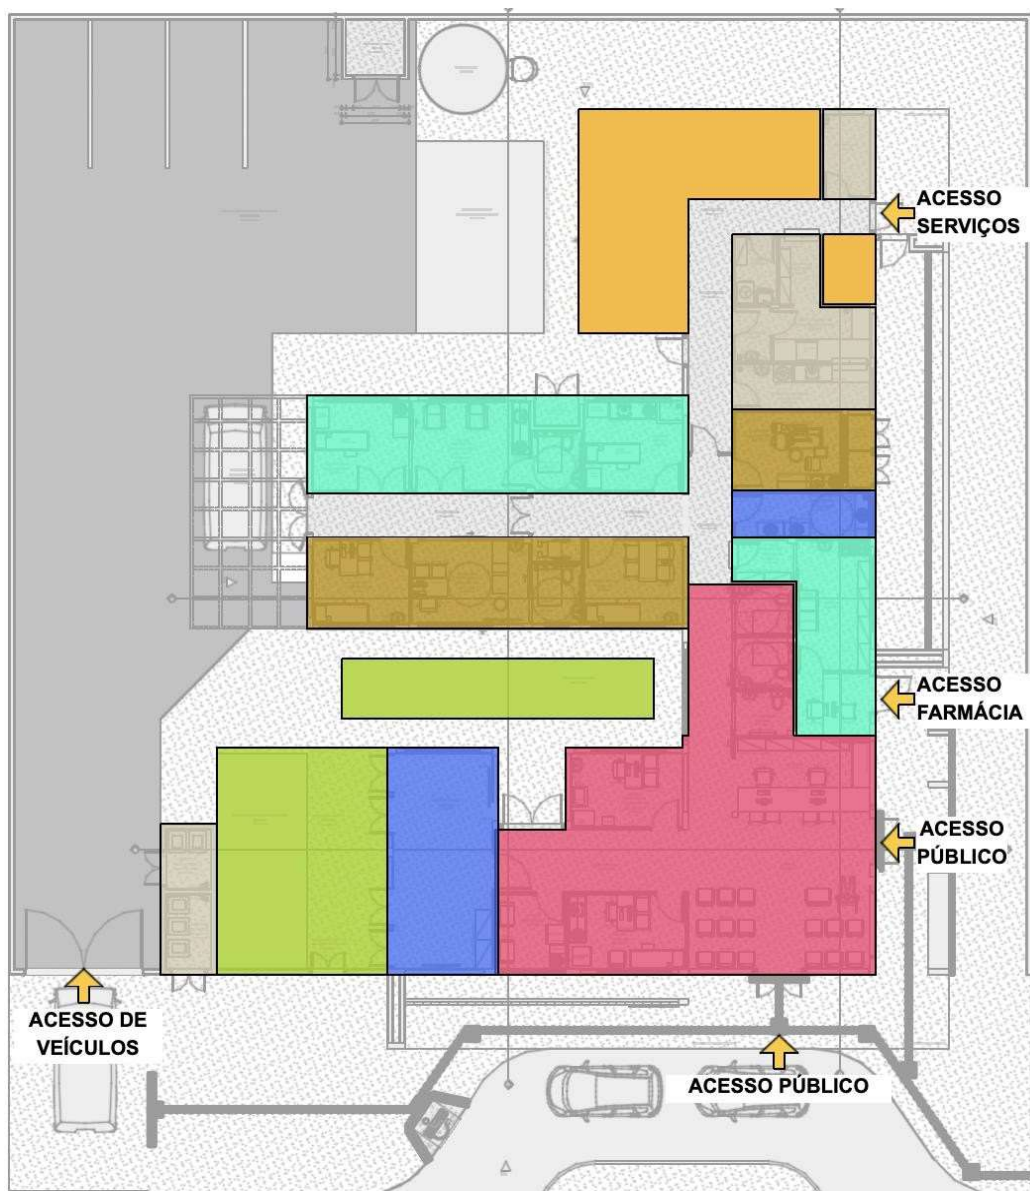 ACESSO
SERVIÇOS
ACESSO
FARMÁCIA
ACESSO
PÚBLICO
ACESSO DE
VEÍCULOS
ACESSO PÚBLICO